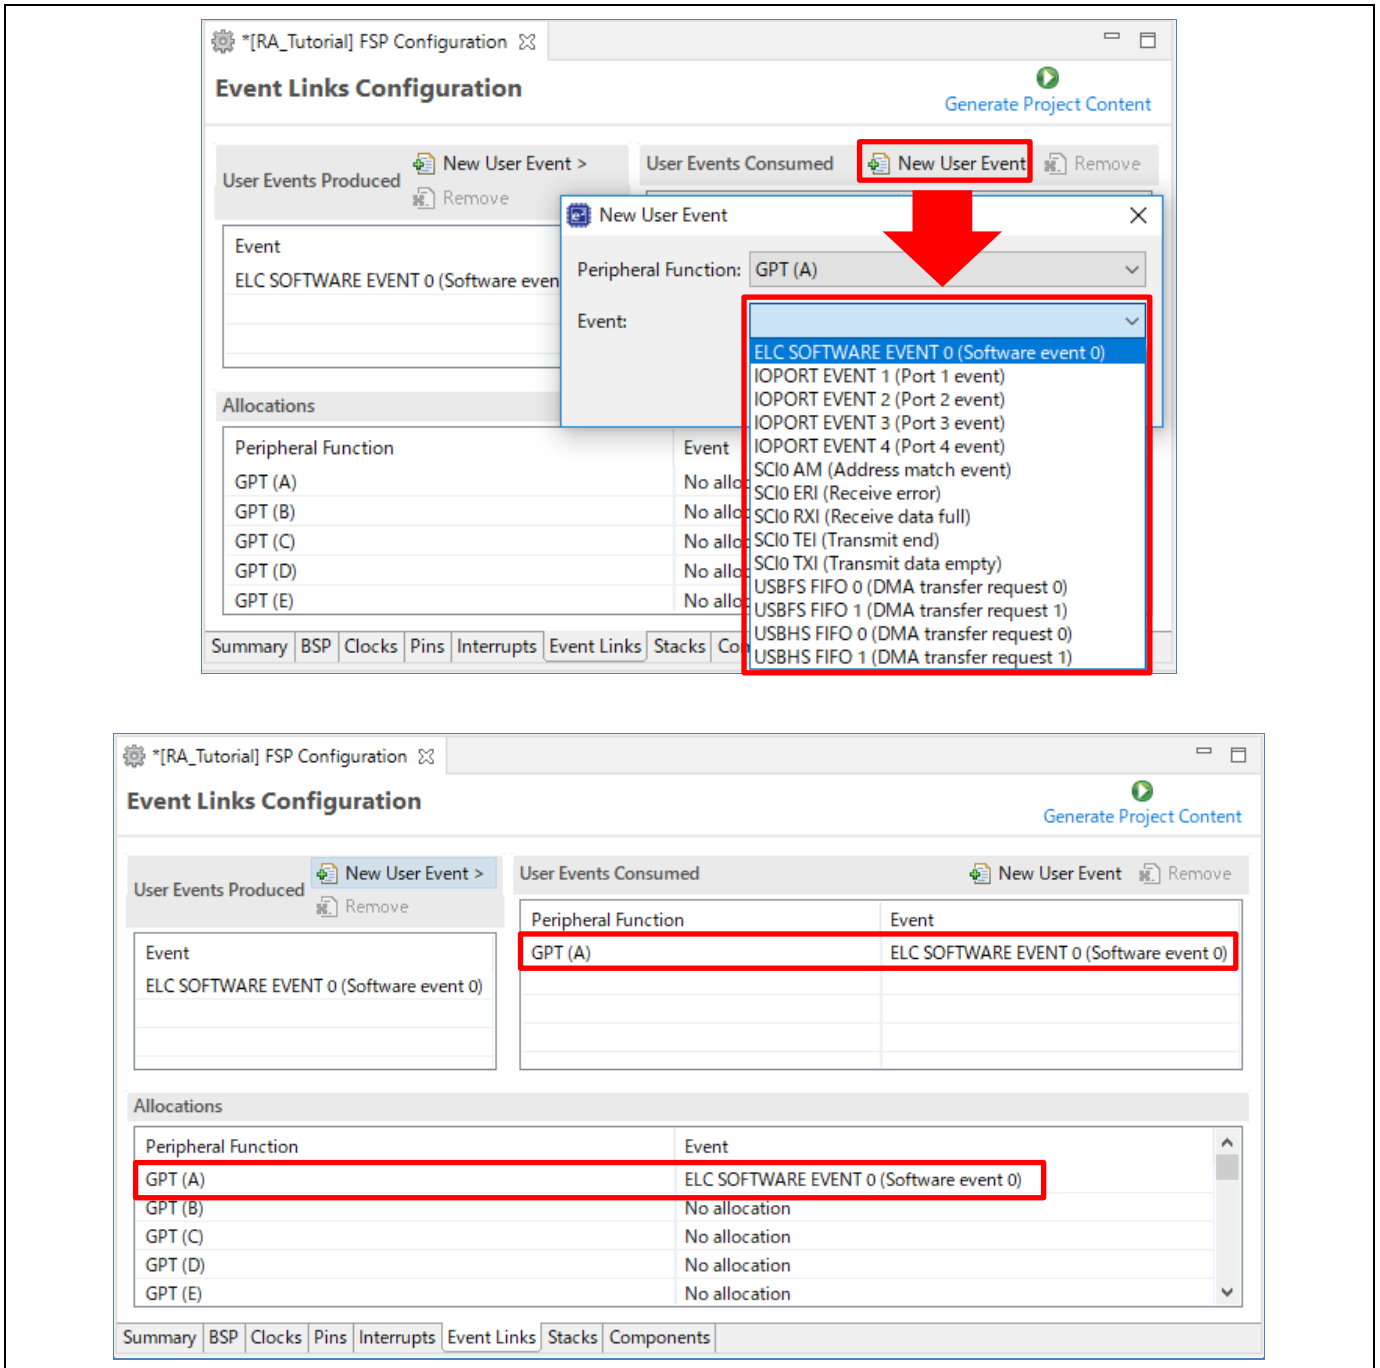 *[RA_Tutorial] FSP Configuration
Event Links Configuration
Generate Project Content
User Events Produced
New User Event >
Remove
User Events Consumed
New User Event
Remove
Event
ELC SOFTWARE EVENT 0 (Software even
New User Event
Peripheral Function: GPT (A)
Event:
ELC SOFTWARE EVENT 0 (Software event 0)
IOPORT EVENT 1 (Port 1 event)
IOPORT EVENT 2 (Port 2 event)
IOPORT EVENT 3 (Port 3 event)
IOPORT EVENT 4 (Port 4 event)
SCI0 AM (Address match event)
SCI0 ERI (Receive error)
SCI0 RXI (Receive data full)
SCI0 TEI (Transmit end)
SCI0 TXI (Transmit data empty)
USBFS FIFO 0 (DMA transfer request 0)
USBFS FIFO 1 (DMA transfer request 1)
USBHS FIFO 0 (DMA transfer request 0)
USBHS FIFO 1 (DMA transfer request 1)
Allocations
Peripheral Function Event
GPT (A) No allo
GPT (B) No allo
GPT (C) No allo
GPT (D) No allo
GPT (E) No allo
Summary BSP Clocks Pins Interrupts Event Links Stacks Co
*[RA_Tutorial] FSP Configuration
Event Links Configuration
Generate Project Content
User Events Produced
New User Event >
Remove
Event
ELC SOFTWARE EVENT 0 (Software event 0)
User Events Consumed
New User Event
Remove
Peripheral Function Event
GPT (A) ELC SOFTWARE EVENT 0 (Software event 0)
Allocations
Peripheral Function Event
GPT (A) ELC SOFTWARE EVENT 0 (Software event 0)
GPT (B) No allocation
GPT (C) No allocation
GPT (D) No allocation
GPT (E) No allocation
Summary BSP Clocks Pins Interrupts Event Links Stacks Components